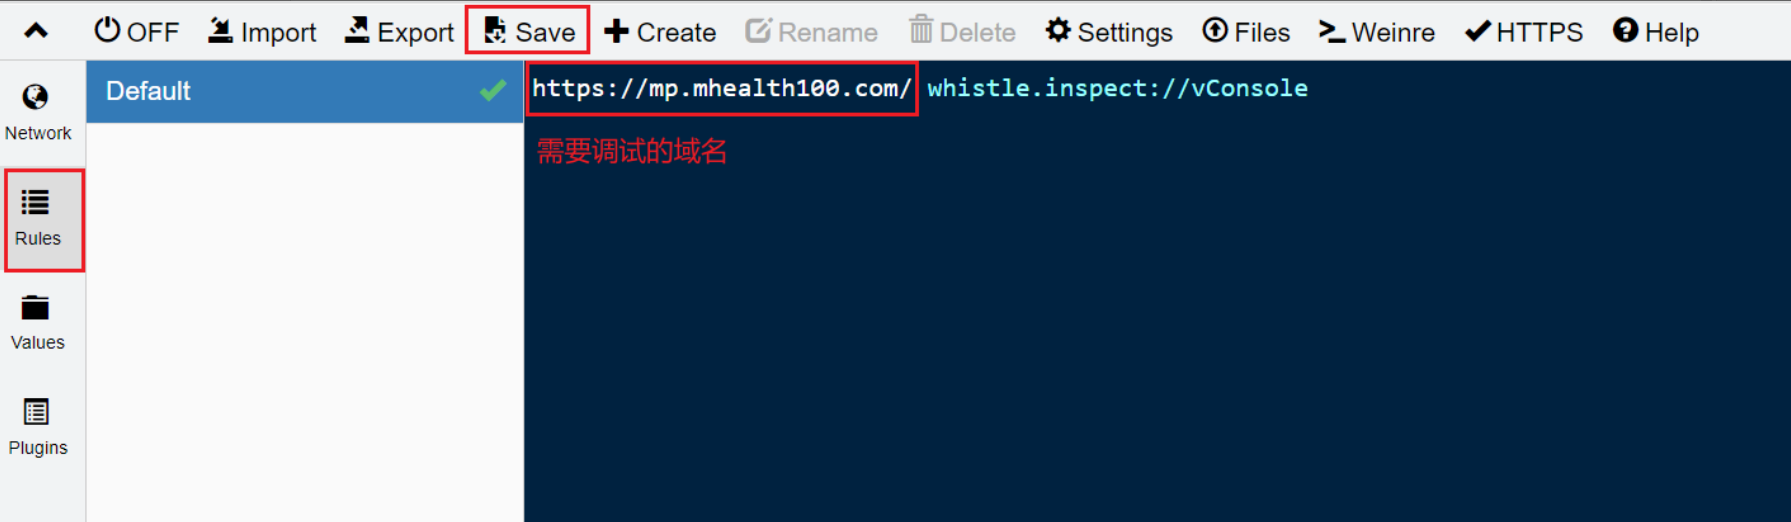 OFF Import Export Save Create Rename Delete Settings Files Weinre HTTPS Help
Network
Default
https://mp.mhealth100.com/ whistle.inspect://vConsole
需要调试的域名
Rules
Values
Plugins